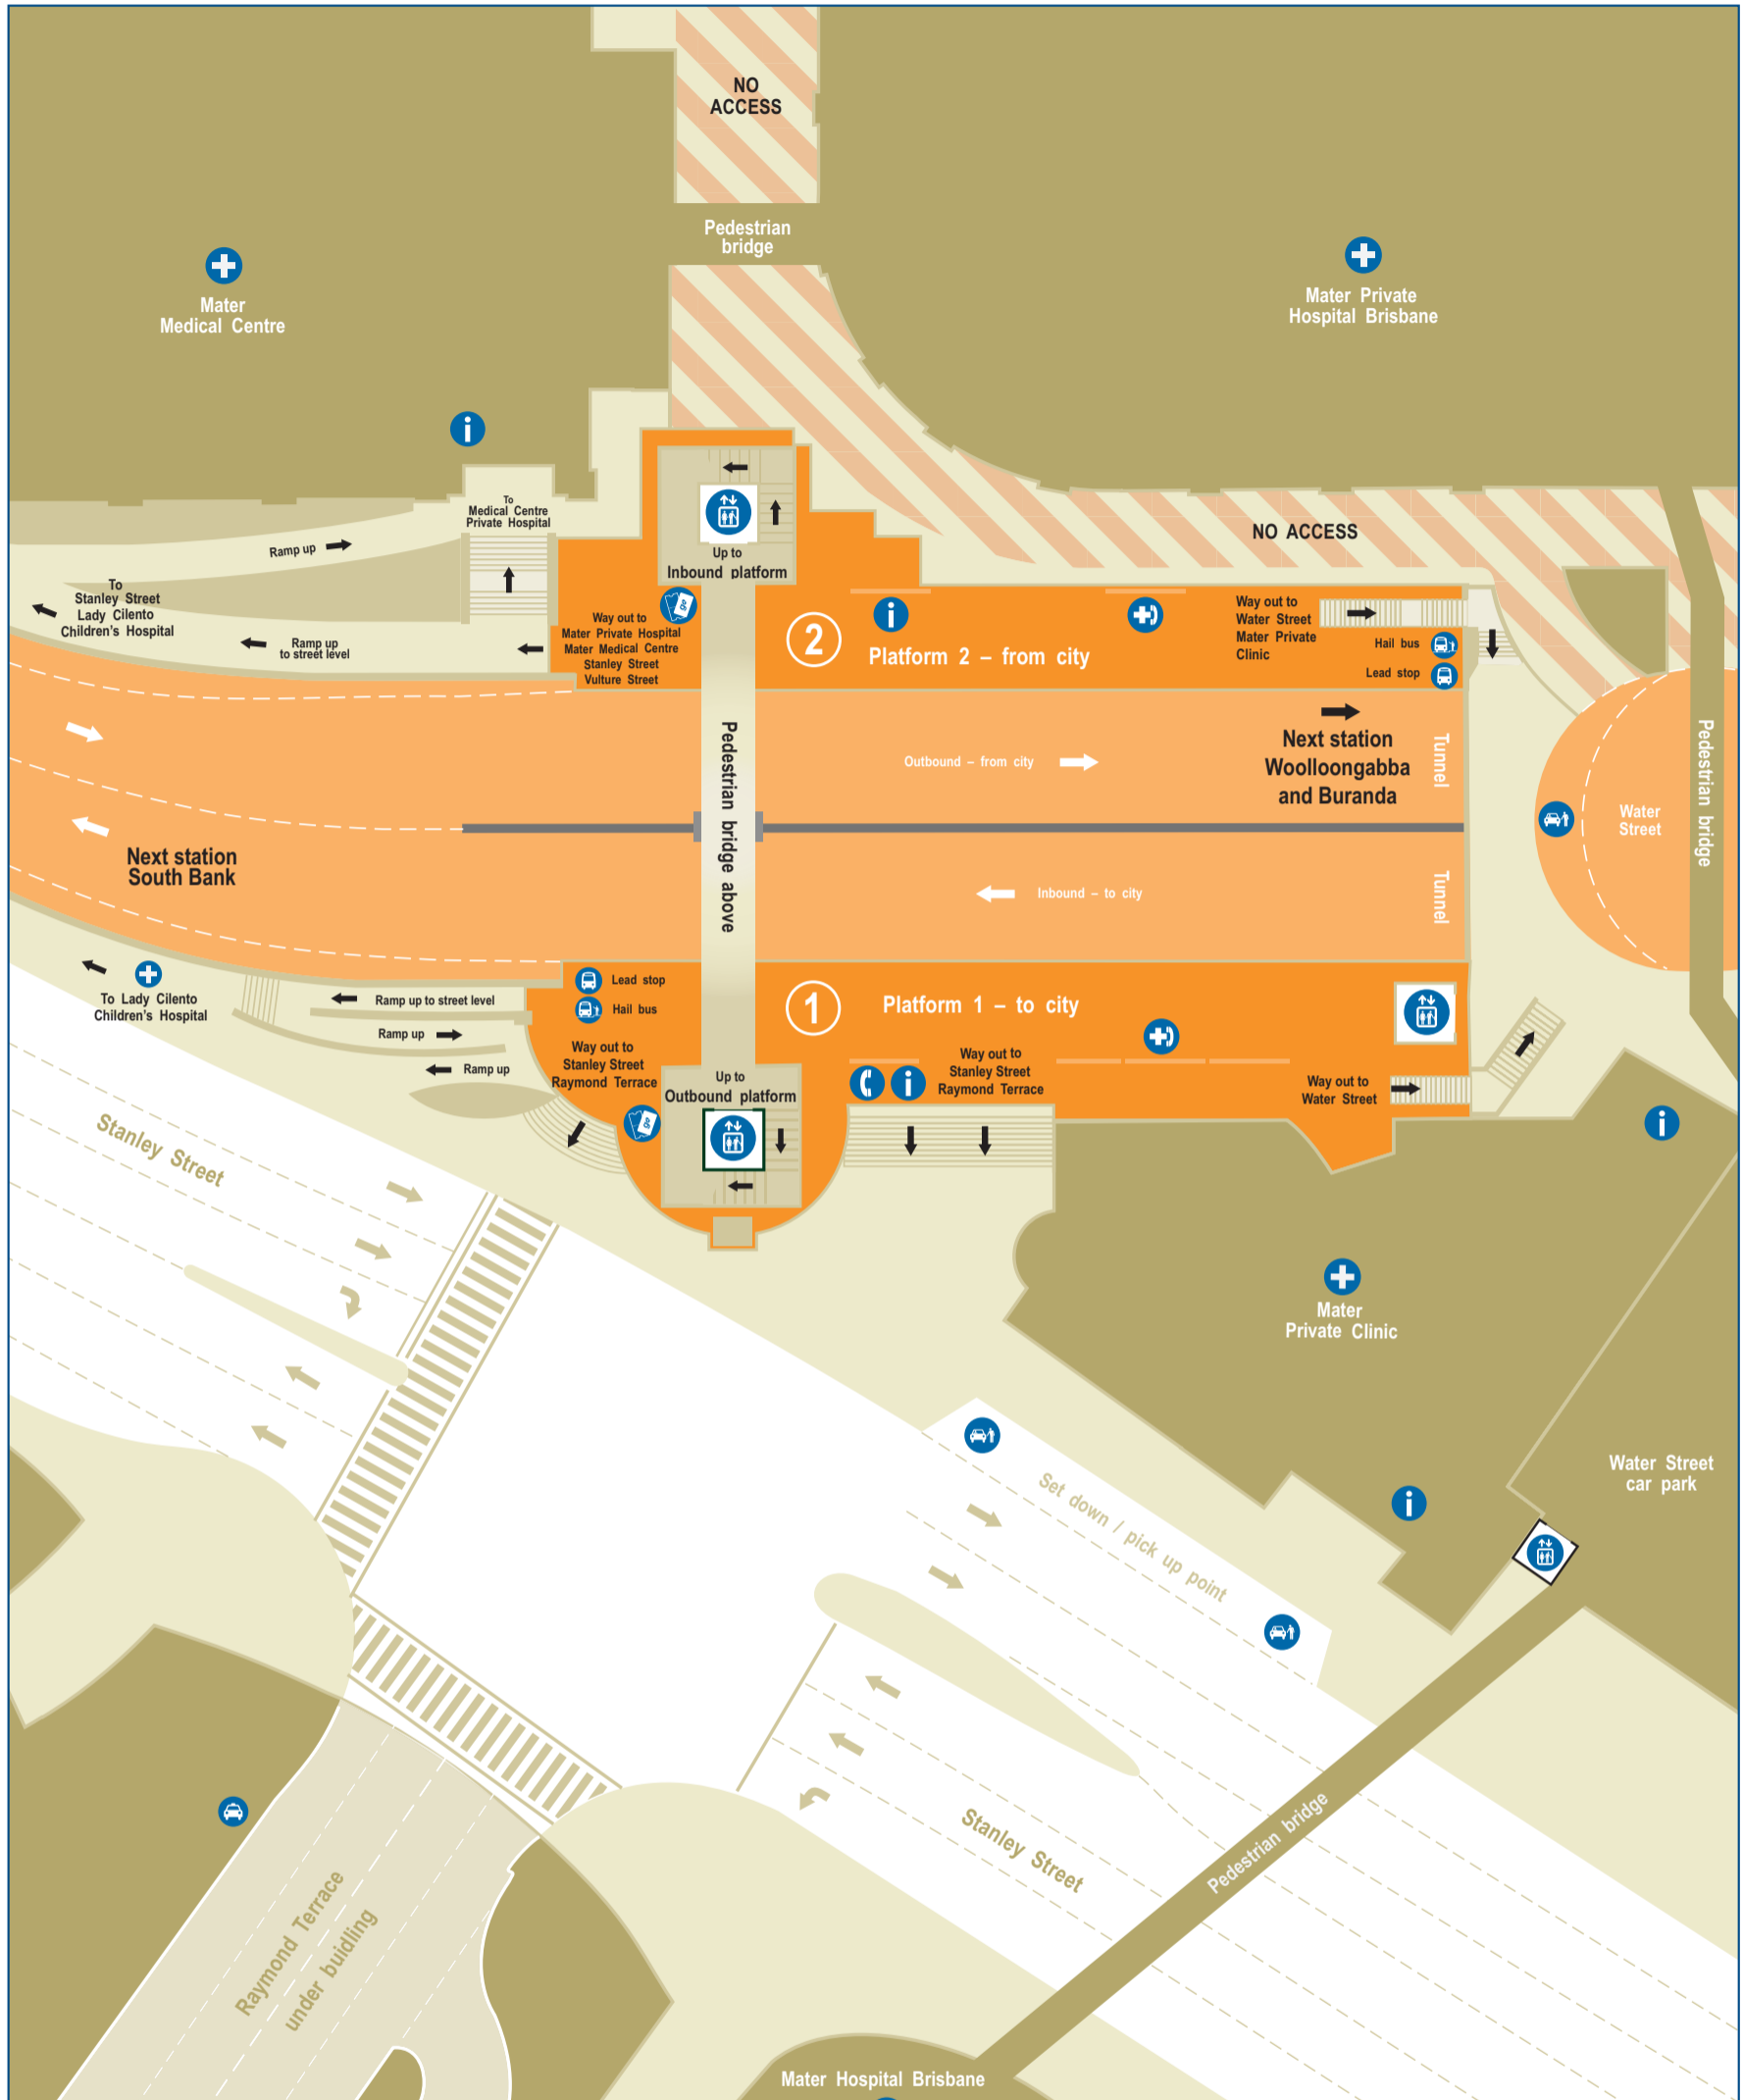 NO
ACCESS
Pedestrian
bridge
Mater
Medical Centre
Mater Private
Hospital Brisbane
To
Medical Centre
Private Hospital
Ramp up
To
Stanley Street
Lady Cilento
Children's Hospital
Ramp up
to street level
Up to
Inbound platform
NO ACCESS
go
Way out to
Mater Private Hospital
Mater Medical Centre
Stanley Street
Vulture Street
2
Platform 2 – from city
Way out to
Water Street
Mater Private
Clinic
Hail bus
Lead stop
Pedestrian bridge above
Outbound – from city
Next station
Woolloongabba
and Buranda
Tunnel
Water
Street
Pedestrian bridge
Next station
South Bank
Inbound – to city
Tunnel
To Lady Cilento
Children's Hospital
Ramp up to street level
Ramp up
Ramp up
Lead stop
Hail bus
1
Platform 1 – to city
Way out to
Stanley Street
Raymond Terrace
Up to
Outbound platform
Way out to
Stanley Street
Raymond Terrace
Way out to
Water Street
go
Stanley Street
Mater
Private Clinic
Water Street
car park
Set down / pick up point
Stanley Street
Pedestrian bridge
Raymond Terrace
under buidling
Mater Hospital Brisbane